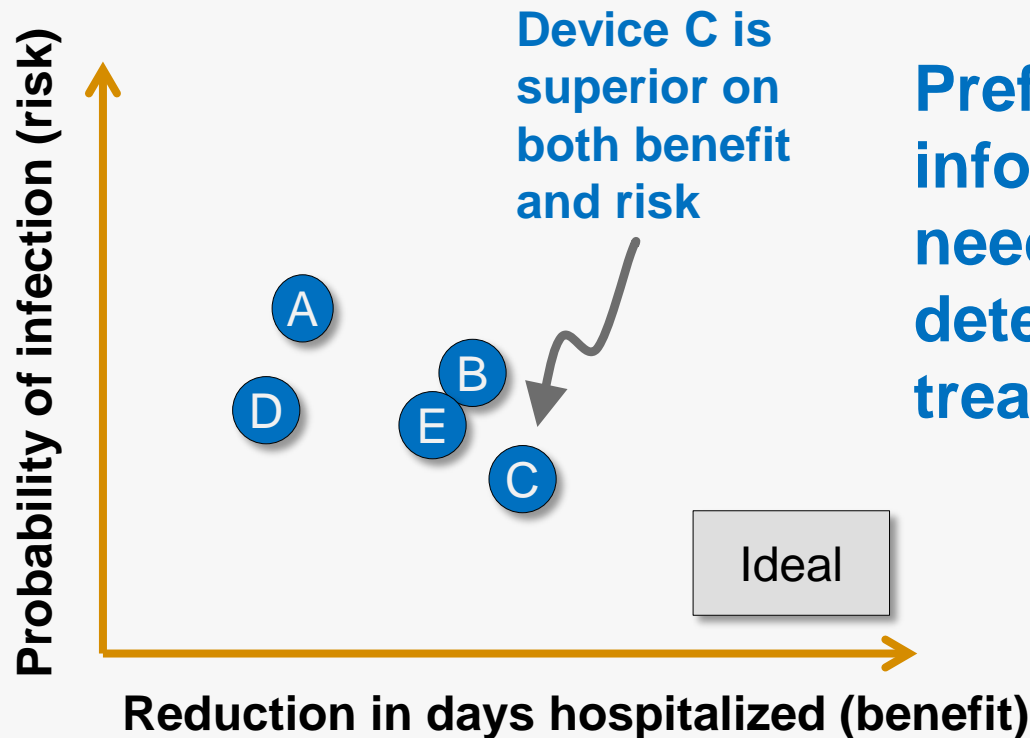 Probability of infection (risk)
Device C is
superior on
both benefit
and risk
A
B
D
E
C
Ideal
Reduction in days hospitalized (benefit)